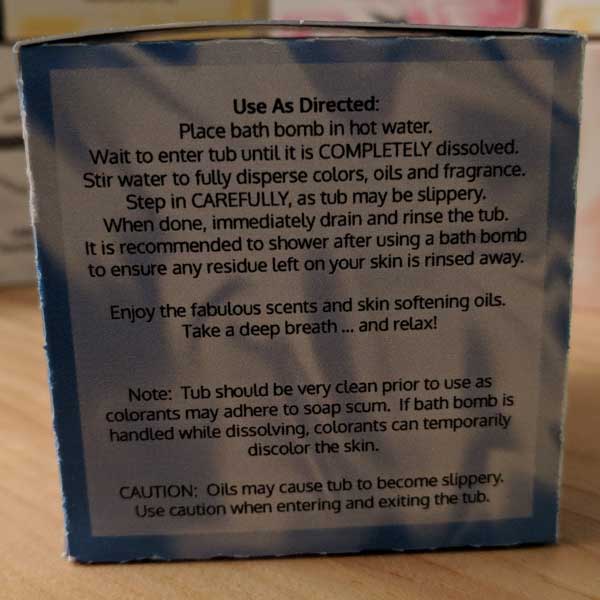 Use As Directed:
Place bath bomb in hot water.
Wait to enter tub until it is COMPLETELY dissolved.
Stir water to fully disperse colors, oils and fragrance.
Step in CAREFULLY, as tub may be slippery.
When done, immediately drain and rinse the tub.
It is recommended to shower after using a bath bomb
to ensure any residue left on your skin is rinsed away.
Enjoy the fabulous scents and skin softening oils.
Take a deep breath ... and relax!
Note: Tub should be very clean prior to use as
colorants may adhere to soap scum. If bath bomb is
handled while dissolving, colorants can temporarily
discolor the skin.
CAUTION: Oils may cause tub to become slippery.
Use caution when entering and exiting the tub.